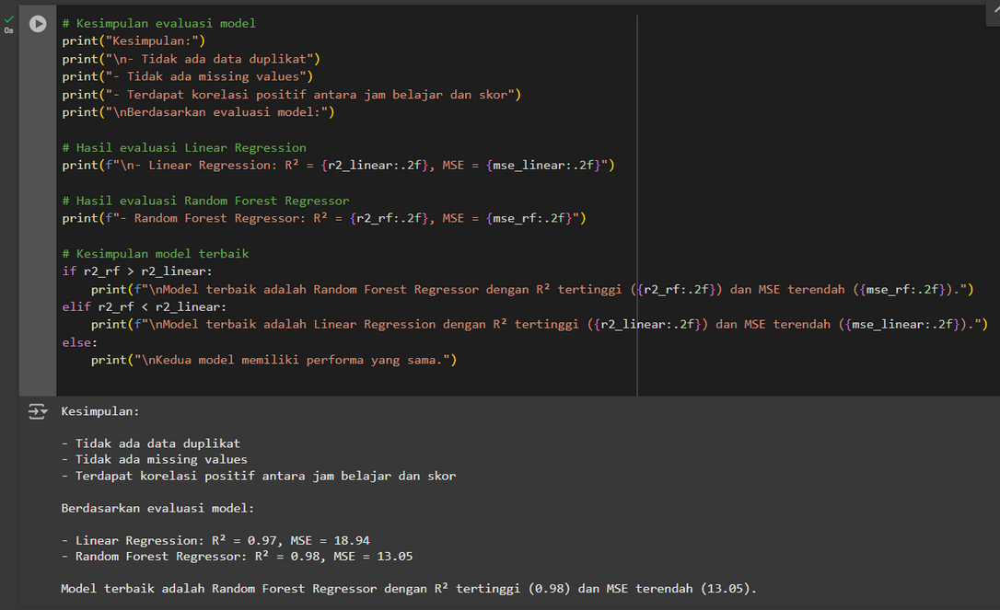 0s
# Kesimpulan evaluasi model
print("Kesimpulan:")
print("\n- Tidak ada data duplikat")
print("- Tidak ada missing values")
print("- Terdapat korelasi positif antara jam belajar dan skor")
print("\nBerdasarkan evaluasi model:")
# Hasil evaluasi Linear Regression
print(f"\n- Linear Regression: R² = {r2_linear:.2f}, MSE = {mse_linear:.2f}")
# Hasil evaluasi Random Forest Regressor
print(f"- Random Forest Regressor: R² = {r2_rf:.2f}, MSE = {mse_rf:.2f}")
# Kesimpulan model terbaik
if r2_rf > r2_linear:
    print(f"\nModel terbaik adalah Random Forest Regressor dengan R² tertinggi ({r2_rf:.2f}) dan MSE terendah ({mse_rf:.2f}).")
elif r2_rf < r2_linear:
    print(f"\nModel terbaik adalah Linear Regression dengan R² tertinggi ({r2_linear:.2f}) dan MSE terendah ({mse_linear:.2f}).")
else:
    print("\nKedua model memiliki performa yang sama.")
Kesimpulan:
- Tidak ada data duplikat
- Tidak ada missing values
- Terdapat korelasi positif antara jam belajar dan skor
Berdasarkan evaluasi model:
- Linear Regression: R² = 0.97, MSE = 18.94
- Random Forest Regressor: R² = 0.98, MSE = 13.05
Model terbaik adalah Random Forest Regressor dengan R² tertinggi (0.98) dan MSE terendah (13.05).